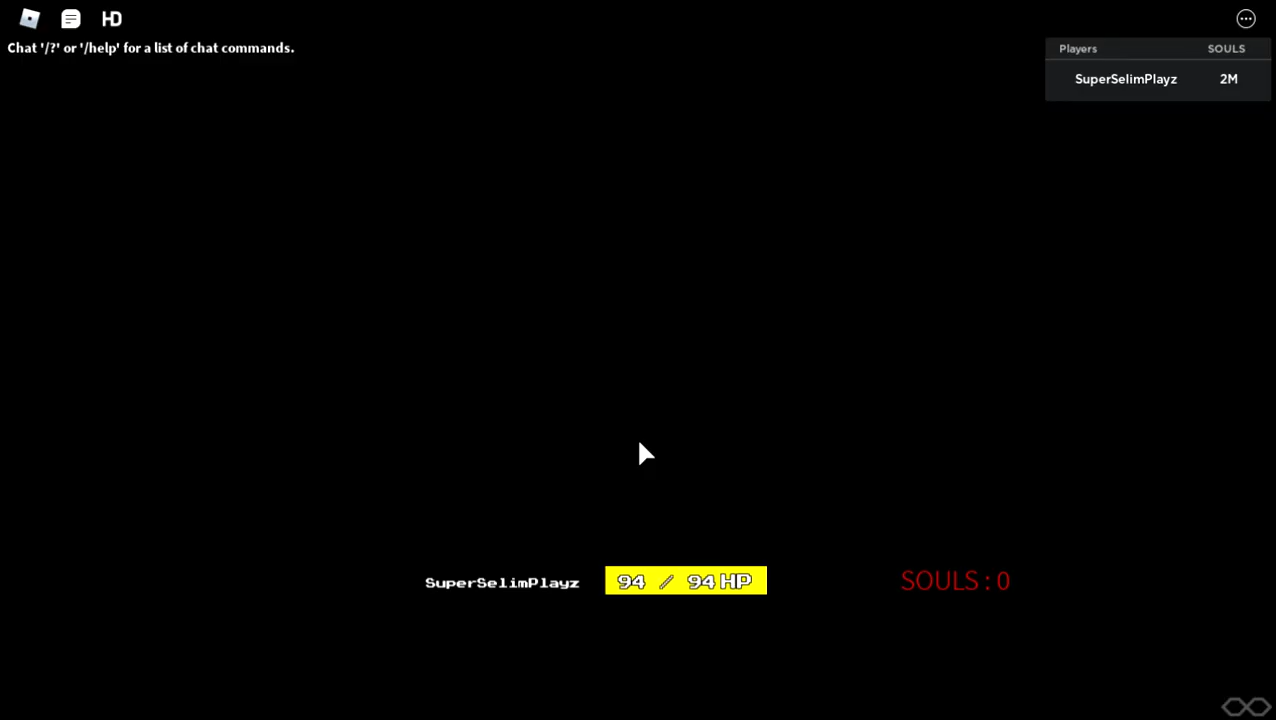 HD
Chat '/?' or '/help' for a list of chat commands.
Players SOULS
SuperSelimPlayz 2M
SuperSelimPlayz 94 / 94 HP SOULS : 0